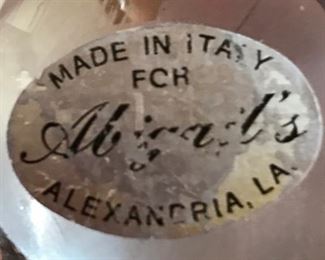 MADE IN ITALY
FOR
Abigail's
ALEXANDRIA, LA.